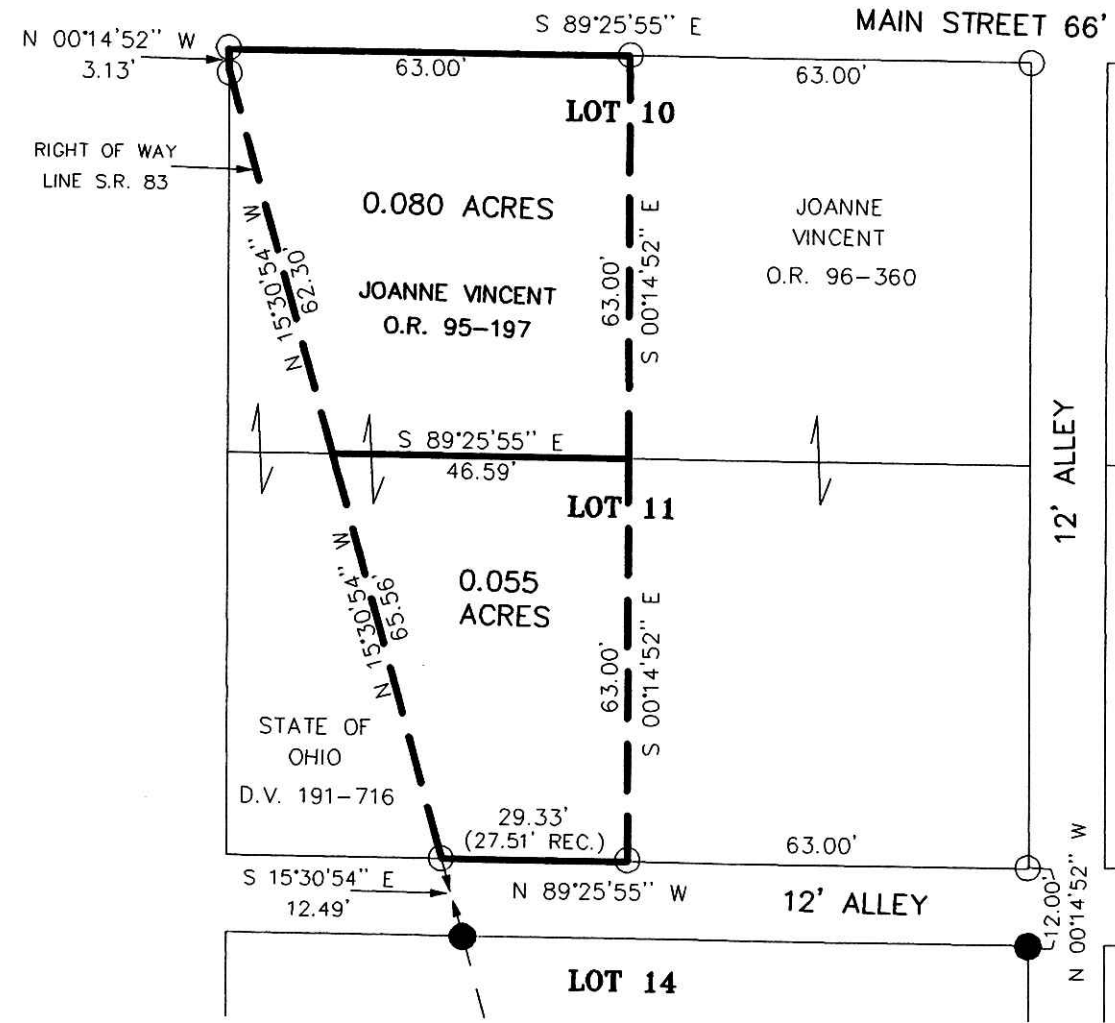 MAIN STREET 66'
S 89°25'55" E
N 00°14'52" W
3.13'
63.00'
63.00'
LOT 10
RIGHT OF WAY
LINE S.R. 83
0.080 ACRES
JOANNE VINCENT
O.R. 95-197
JOANNE
VINCENT
O.R. 96-360
N 15°30'54" W
62.30'
63.00'
S 00°14'52" E
S 89°25'55" E
46.59'
LOT 11
12' ALLEY
0.055
ACRES
N 15°30'54" W
65.56'
63.00'
S 00°14'52" E
STATE OF
OHIO
D.V. 191-716
29.33'
(27.51' REC.)
63.00'
S 15°30'54" E
12.49'
N 89°25'55" W
12' ALLEY
12.00'
N 00°14'52" W
LOT 14